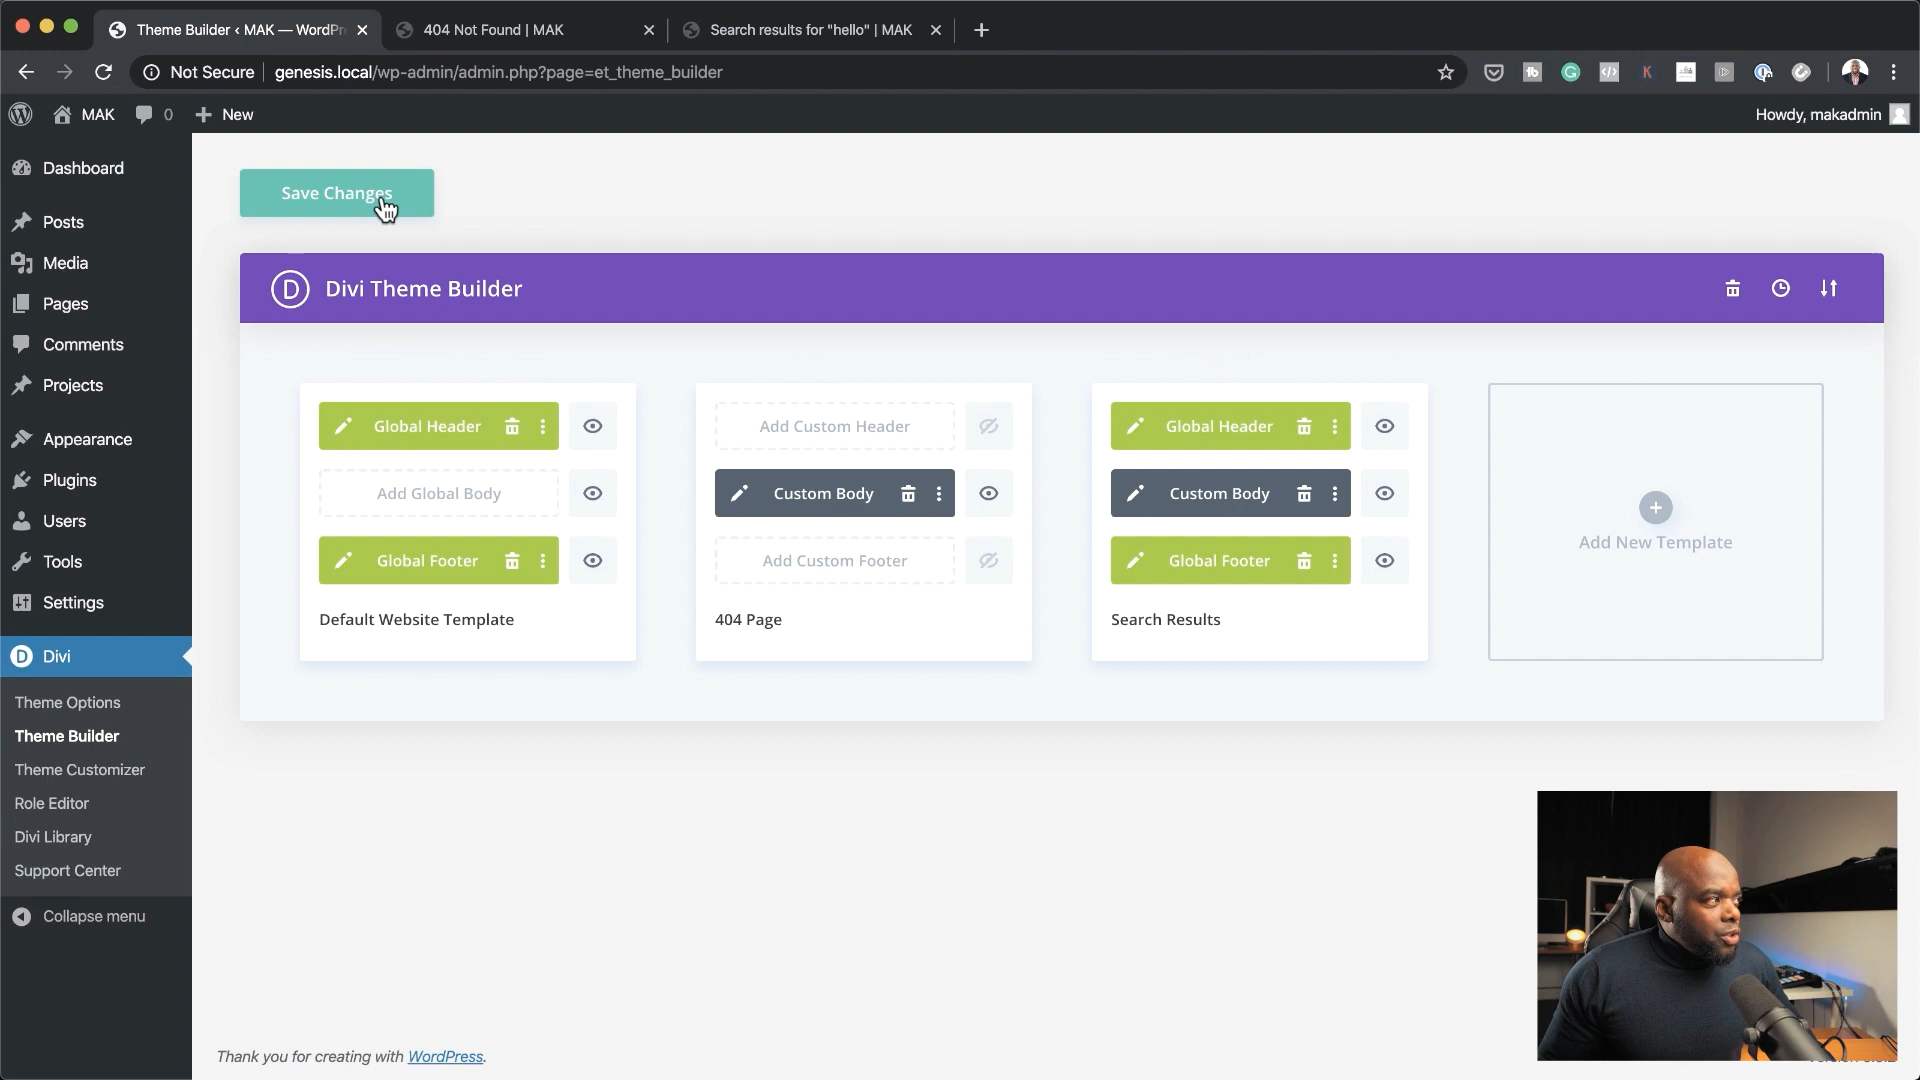 Theme Builder ‹ MAK — WordPr
404 Not Found | MAK
Search results for "hello" | MAK
Not Secure
genesis.local/wp-admin/admin.php?page=et_theme_builder
MAK
0
New
Howdy, makadmin
Dashboard
Posts
Media
Pages
Comments
Projects
Appearance
Plugins
Users
Tools
Settings
Divi
Theme Options
Theme Builder
Theme Customizer
Role Editor
Divi Library
Support Center
Collapse menu
Save Changes
D
Divi Theme Builder
Global Header
Add Global Body
Global Footer
Default Website Template
Add Custom Header
Custom Body
Add Custom Footer
404 Page
Global Header
Custom Body
Global Footer
Search Results
Add New Template
Thank you for creating with WordPress.